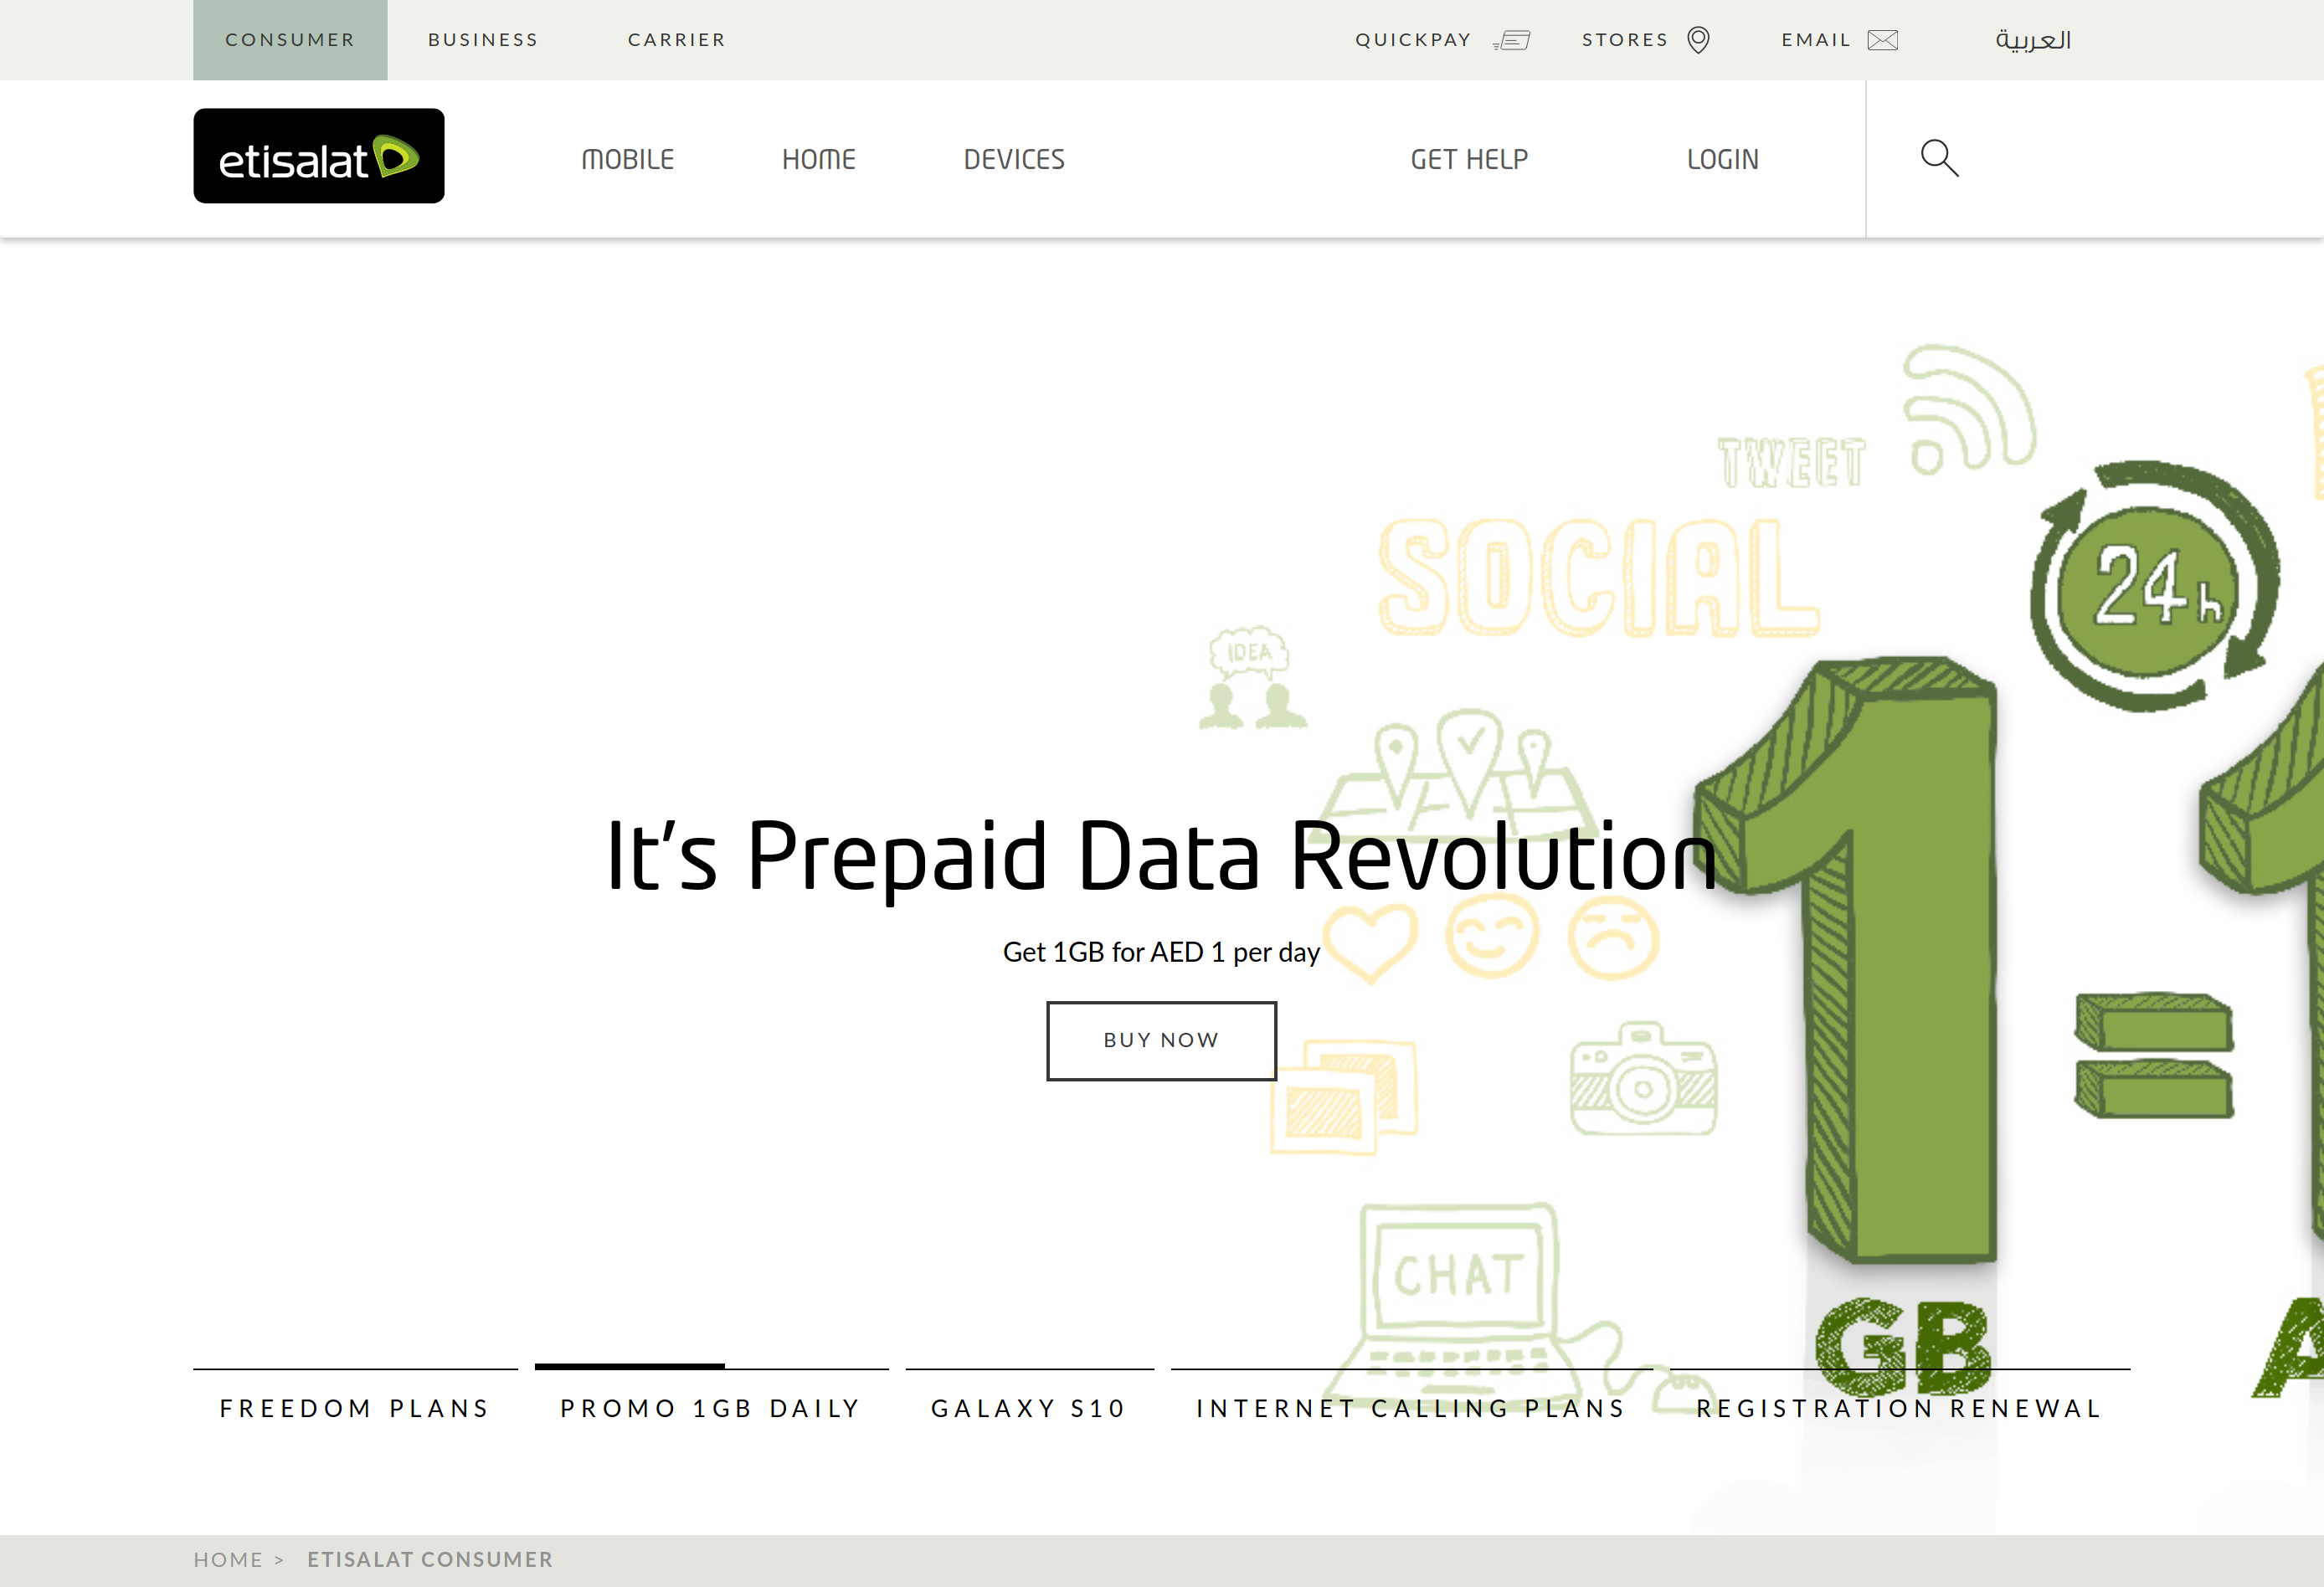 CONSUMER BUSINESS CARRIER QUICKPAY STORES EMAIL العربية
etisalat MOBILE HOME DEVICES GET HELP LOGIN
TWEET
SOCIAL
24h
IDEA
It's Prepaid Data Revolution
Get 1GB for AED 1 per day
BUY NOW
1 =
CHAT
GB
FREEDOM PLANS PROMO 1GB DAILY GALAXY S10 INTERNET CALLING PLANS REGISTRATION RENEWAL
HOME > ETISALAT CONSUMER